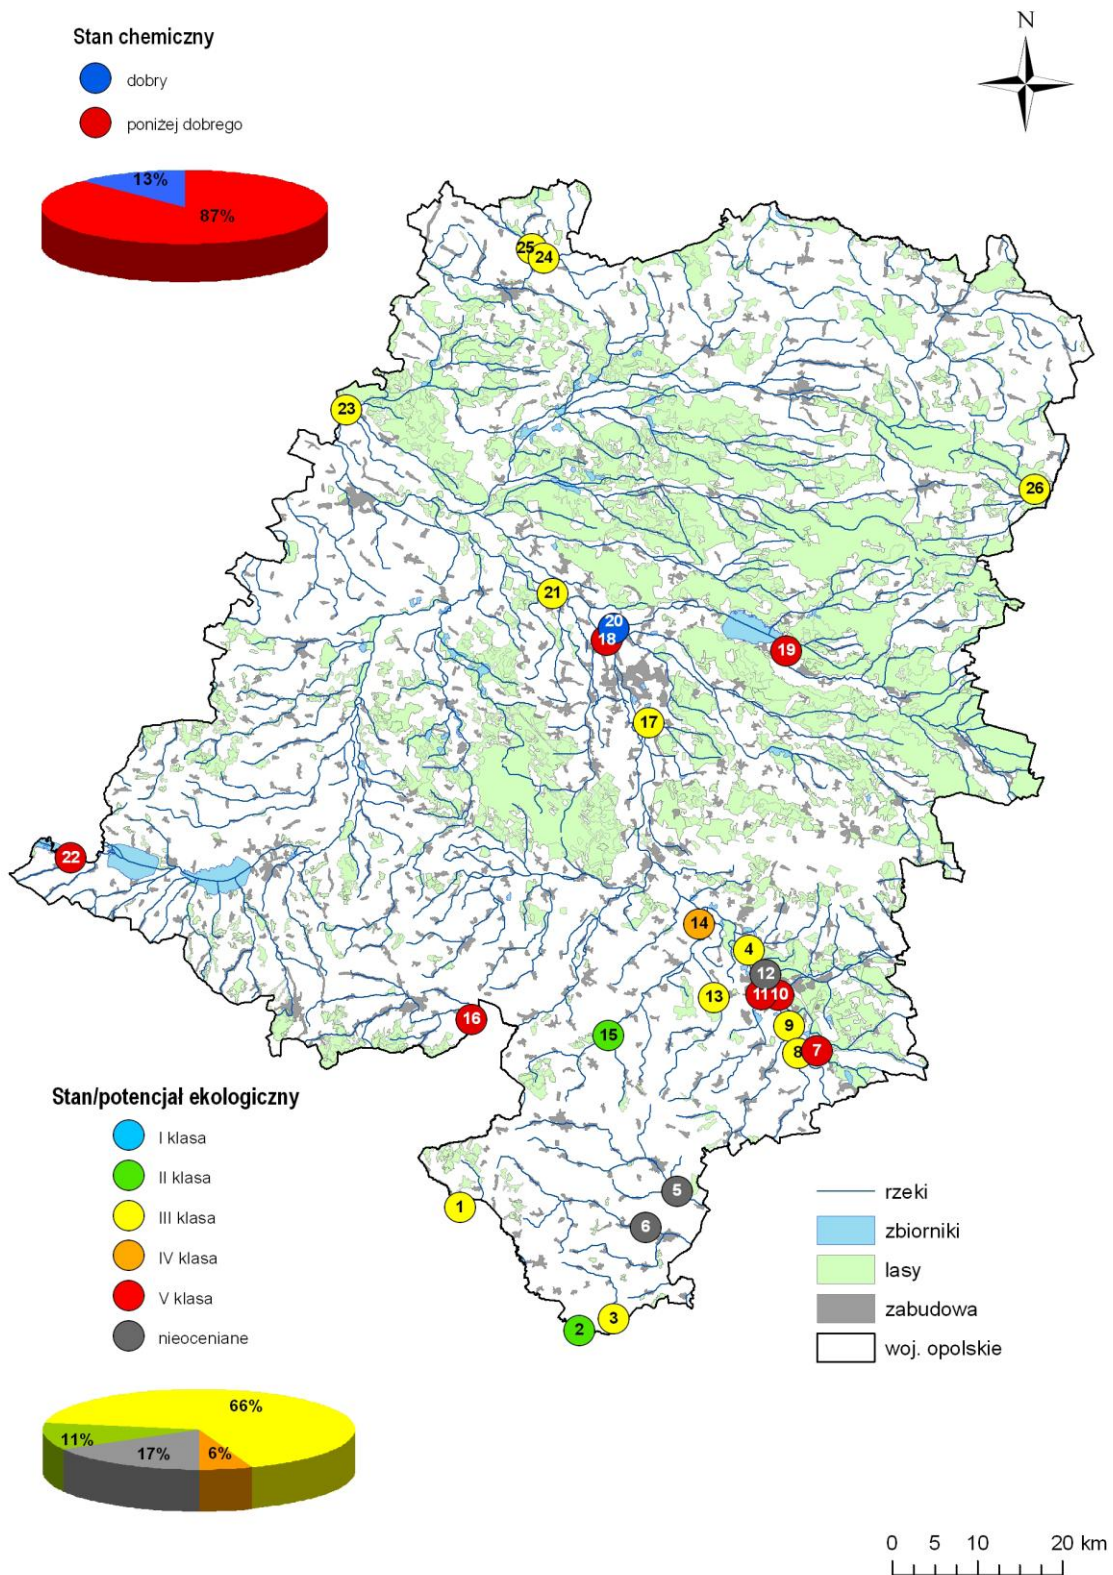 Stan chemiczny
dobry
poniżej dobrego
13%
87%
N
25
24
23
26
21
20
18
19
17
22
14
4
12
11
10
13
16
9
15
8
7
5
1
6
3
2
Stan/potencjał ekologiczny
I klasa
II klasa
III klasa
IV klasa
V klasa
nieoceniane
66%
11%
17%
6%
rzeki
zbiorniki
lasy
zabudowa
woj. opolskie
0 5 10 20 km